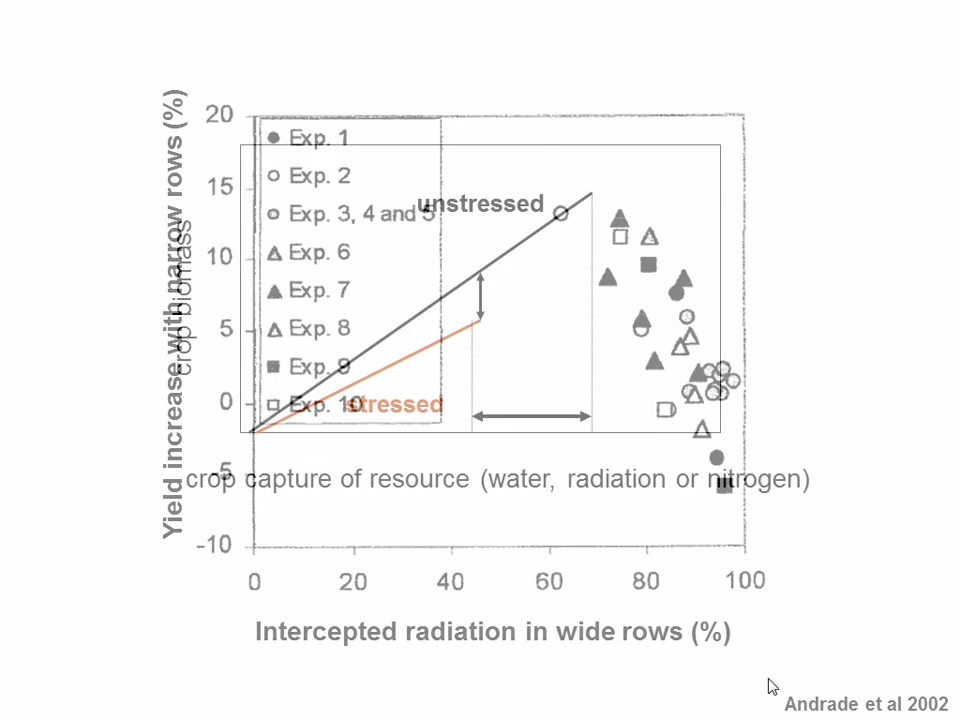 Yield increase with narrow rows (%)
crop biomass
20
15
10
5
0
-5
-10
Exp. 1
Exp. 2
Exp. 3, 4 and 5
Exp. 6
Exp. 7
Exp. 8
Exp. 9
Exp. 10
unstressed
stressed
crop capture of resource (water, radiation or nitrogen)
0 20 40 60 80 100
Intercepted radiation in wide rows (%)
Andrade et al 2002